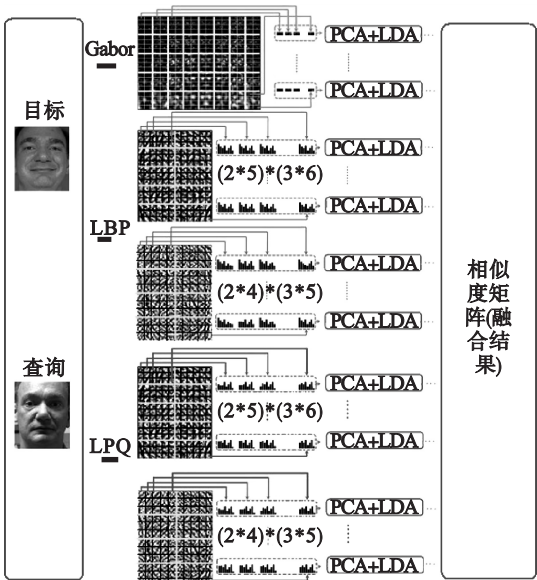 Gabor
PCA+LDA
PCA+LDA
目标
PCA+LDA
(2*5)*(3*6)
PCA+LDA
LBP
PCA+LDA
(2*4)*(3*5)
PCA+LDA
相似
度矩
阵(融
合结
果)
查询
PCA+LDA
(2*5)*(3*6)
PCA+LDA
LPQ
PCA+LDA
(2*4)*(3*5)
PCA+LDA